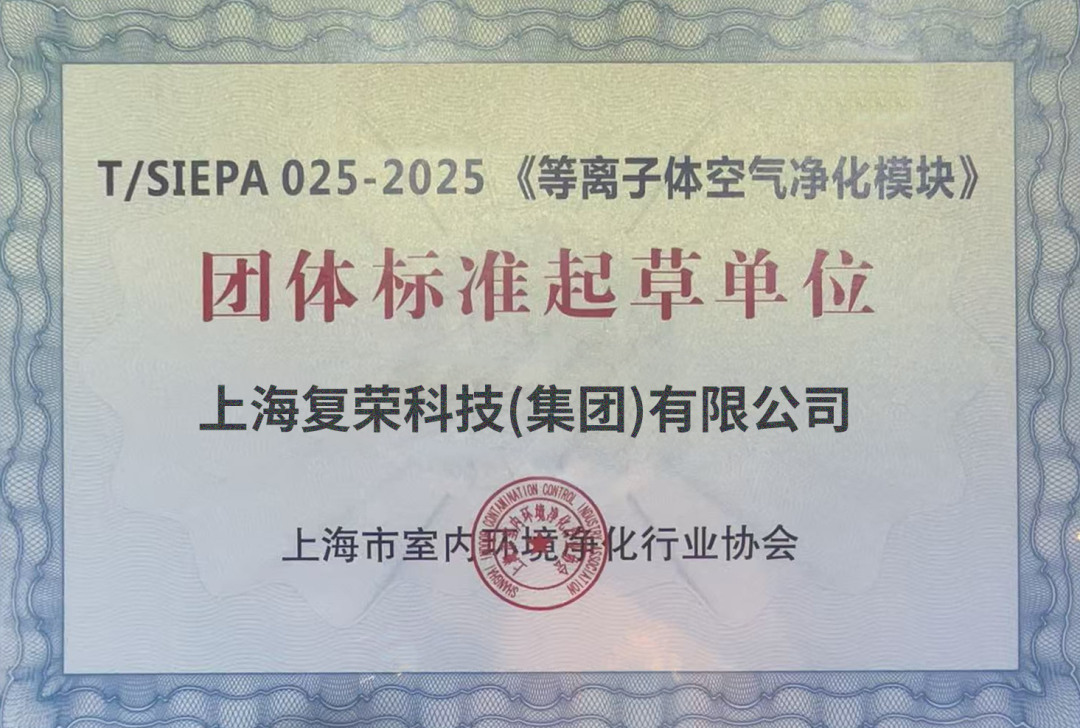 T/SIEPA 025-2025《等离子体空气净化模块》
团体标准起草单位
上海复荣科技(集团)有限公司
上海市室内环境净化行业协会